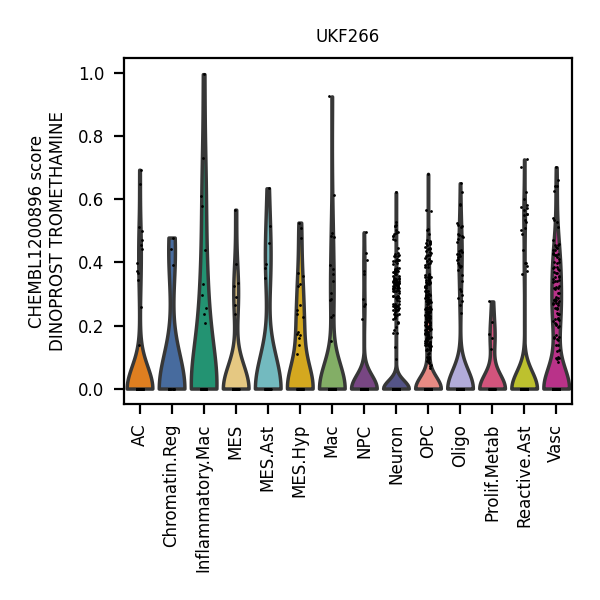 UKF266
CHEMBL1200896 score
DINOPROST TROMETHAMINE
1.0
0.8
0.6
0.4
0.2
0.0
AC
Chromatin.Reg
Inflammatory.Mac
MES
MES.Ast
MES.Hyp
Mac
NPC
Neuron
OPC
Oligo
Prolif.Metab
Reactive.Ast
Vasc